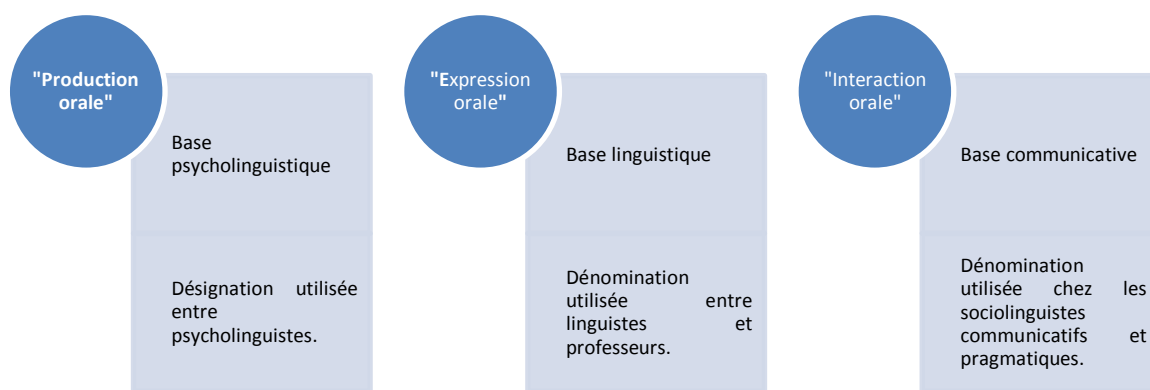 "Production
orale"
Base
psycholinguistique
Désignation utilisée
entre
psycholinguistes.
"Expression
orale"
Base linguistique
Dénomination
utilisée entre
linguistes et
professeurs.
"Interaction
orale"
Base communicative
Dénomination
utilisée chez les
sociolinguistes
communicatifs et
pragmatiques.